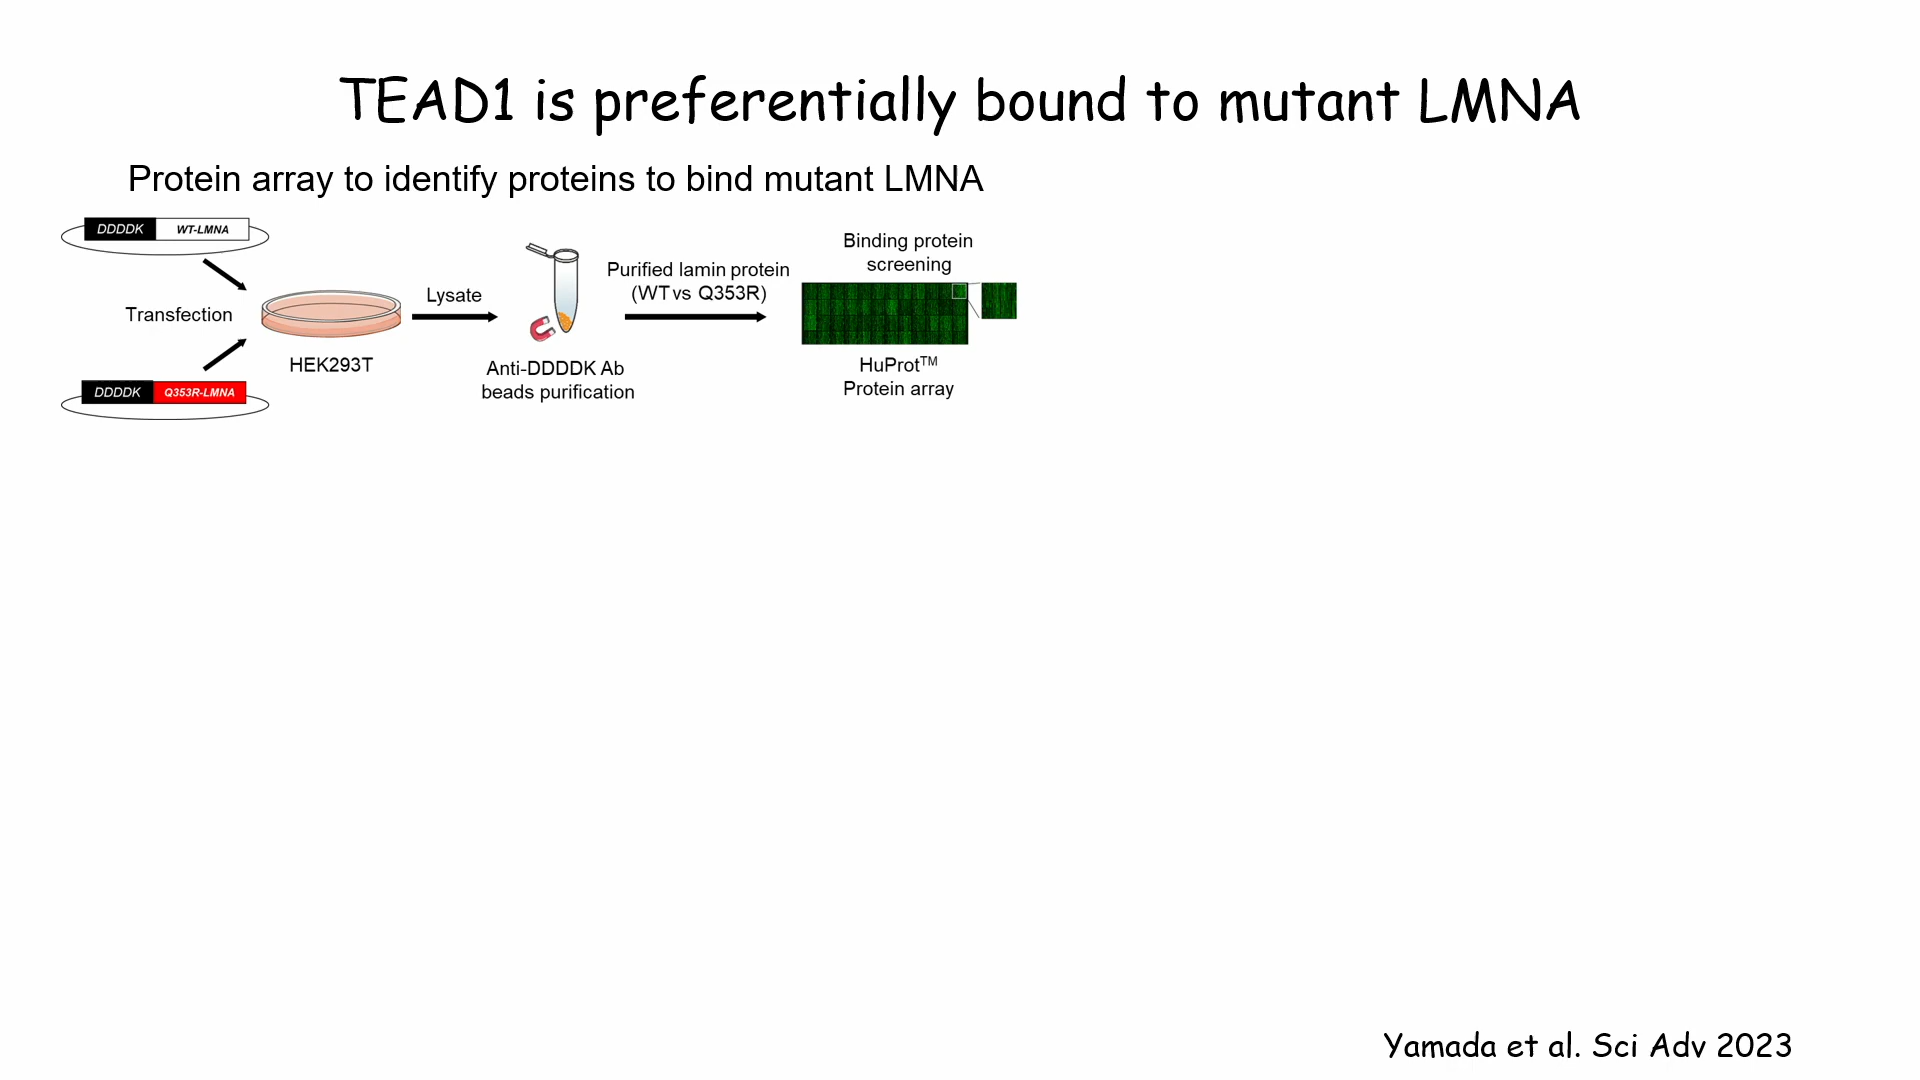 TEAD1 is preferentially bound to mutant LMNA
Protein array to identify proteins to bind mutant LMNA
DDDDK WT-LMNA
Transfection
DDDDK Q353R-LMNA
HEK293T
Lysate
Anti-DDDDK Ab
beads purification
Purified lamin protein
(WT vs Q353R)
Binding protein
screening
HuProt™
Protein array
Yamada et al. Sci Adv 2023